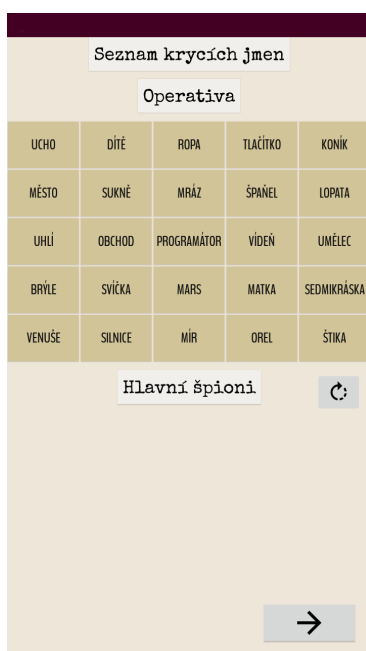 Seznam krycích jmen
Operativa
UCHO DÍTĚ ROPA TLAČÍTKO KONÍK
MĚSTO SUKNĚ MRÁZ ŠPAŇEL LOPATA
UHLÍ OBCHOD PROGRAMÁTOR VÍDEŇ UMĚLEC
BRÝLE SVÍČKA MARS MATKA SEDMIKRÁSKA
VENUŠE SILNICE MÍR OREL ŠTIKA
Hlavní špioni